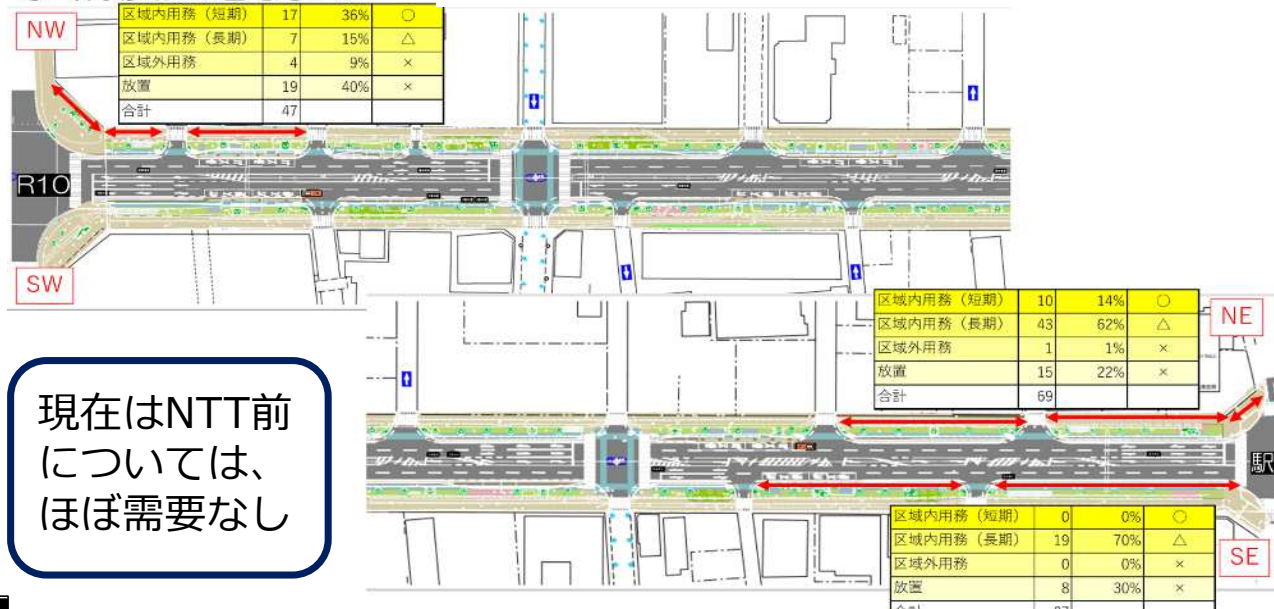 NW
区域内用務（短期） 17 36% ○
区域内用務（長期） 7 15% △
区域外用務 4 9% ×
放置 19 40% ×
合計 47
R10
SW
区域内用務（短期） 10 14% ○
区域内用務（長期） 43 62% △
区域外用務 1 1% ×
放置 15 22% ×
合計 69
NE
現在はNTT前
については、
ほぼ需要なし
駅
区域内用務（短期） 0 0% ○
区域内用務（長期） 19 70% △
区域外用務 0 0% ×
放置 8 30% ×
SE